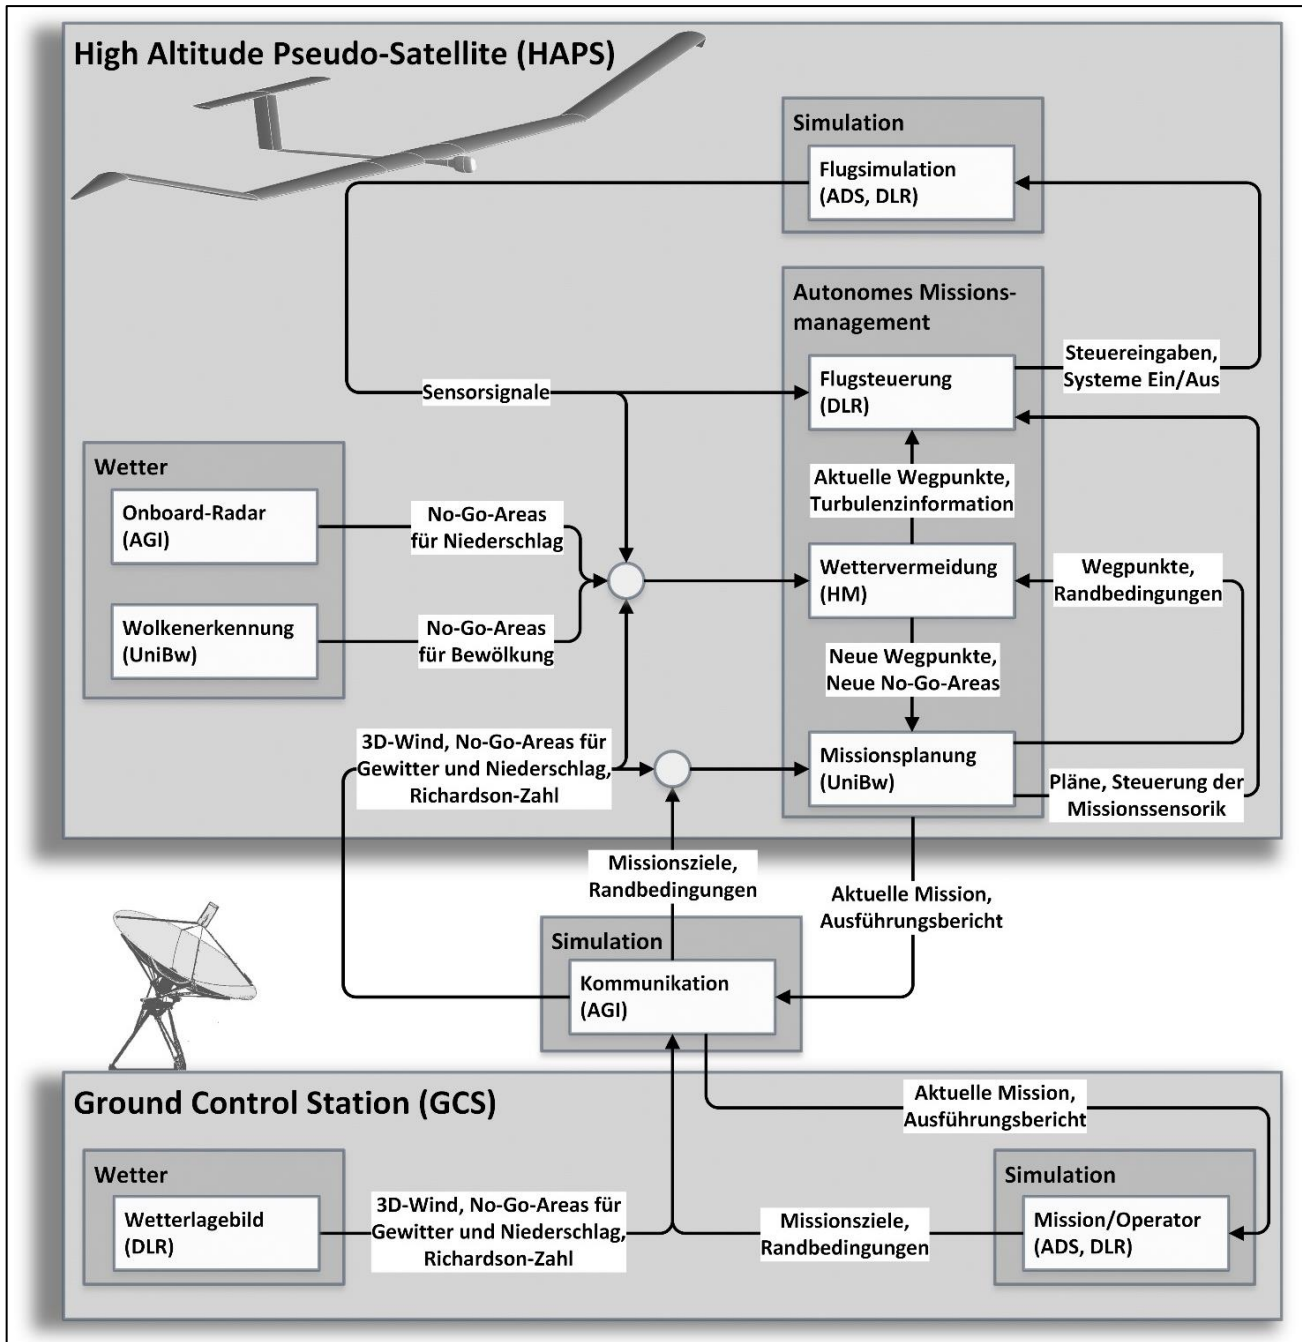 High Altitude Pseudo-Satellite (HAPS)
Simulation
Flugsimulation
(ADS, DLR)
Autonomes Missions-
management
Flugsteuerung
(DLR)
Steuereingaben,
Systeme Ein/Aus
Sensorsignale
Wetter
Onboard-Radar
(AGI)
No-Go-Areas
für Niederschlag
Aktuelle Wegpunkte,
Turbulenzinformation
Wettervermeidung
(HM)
Wegpunkte,
Randbedingungen
Wolkenerkennung
(UniBw)
No-Go-Areas
für Bewölkung
Neue Wegpunkte,
Neue No-Go-Areas
3D-Wind, No-Go-Areas für
Gewitter und Niederschlag,
Richardson-Zahl
Missionsplanung
(UniBw)
Pläne, Steuerung der
Missionssensorik
Missionsziele,
Randbedingungen
Aktuelle Mission,
Ausführungsbericht
Simulation
Kommunikation
(AGI)
Ground Control Station (GCS)
Aktuelle Mission,
Ausführungsbericht
Wetter
Wetterlagebild
(DLR)
3D-Wind, No-Go-Areas für
Gewitter und Niederschlag,
Richardson-Zahl
Missionsziele,
Randbedingungen
Simulation
Mission/Operator
(ADS, DLR)